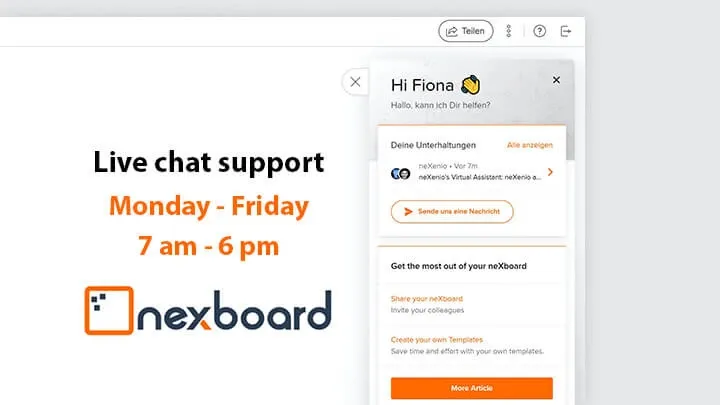 Teilen
Hi Fiona
Hallo, kann ich Dir helfen?
Live chat support
Monday - Friday
7 am - 6 pm
nexboard
Deine Unterhaltungen
Alle anzeigen
neXenio • Vor 7m
neXenio's Virtual Assistant: neXenio a...
Sende uns eine Nachricht
Get the most out of your neXboard
Share your neXboard
Invite your colleagues
Create your own Templates
Save time and effort with your own templates.
More Article